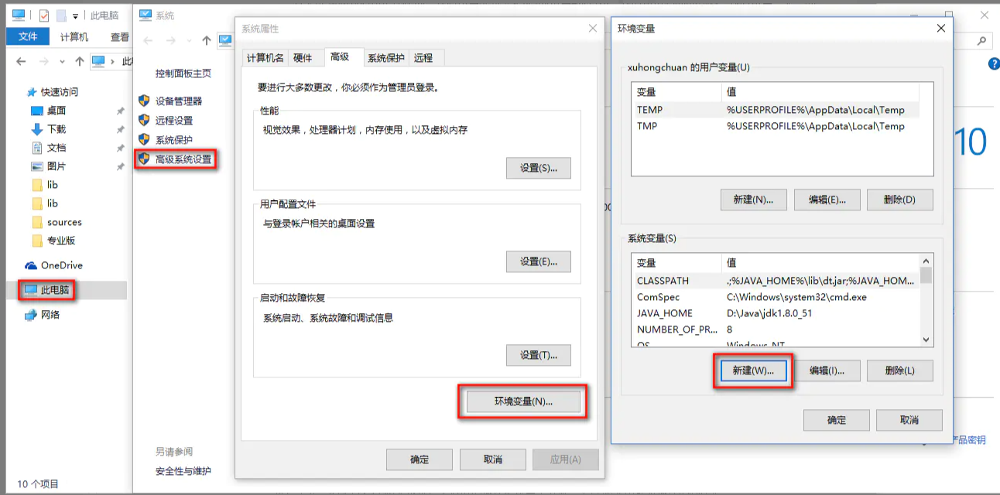 此电脑
文件
计算机
查看
快速访问
桌面
下载
文档
图片
lib
lib
sources
专业版
OneDrive
此电脑
网络
10 个项目
系统
控制面板主页
设备管理器
远程设置
系统保护
高级系统设置
另请参阅
安全性与维护
系统属性
计算机名 硬件 高级 系统保护 远程
要进行大多数更改，你必须作为管理员登录。
性能
视觉效果，处理器计划，内存使用，以及虚拟内存
设置(S)...
用户配置文件
与登录帐户相关的桌面设置
设置(E)...
启动和故障恢复
系统启动、系统故障和调试信息
设置(T)...
环境变量(N)...
确定 取消 应用(A)
环境变量
xuhongchuan 的用户变量(U)
变量 值
TEMP %USERPROFILE%\AppData\Local\Temp
TMP %USERPROFILE%\AppData\Local\Temp
新建(N)... 编辑(E)... 删除(D)
系统变量(S)
变量 值
CLASSPATH .;%JAVA_HOME%\lib\dt.jar;%JAVA_HOM...
ComSpec C:\Windows\system32\cmd.exe
JAVA_HOME D:\Java\jdk1.8.0_51
NUMBER_OF_PR... 8
OS Windows_NT
新建(W)... 编辑(I)... 删除(L)
确定 取消
10
产品密钥